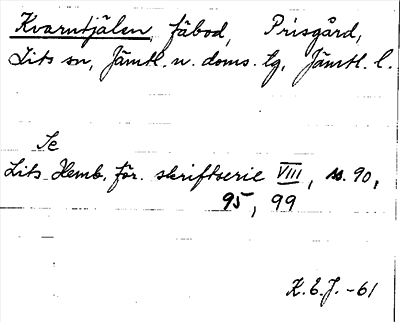 Kvarntjälen, fäbod, Prisgård,
Lits sn, Jämtl. n. doms. lg, Jämtl. l.
Se
Lits Hemb. för. skriftserie VIII, ss. 90,
95, 99
K.E.J. -61